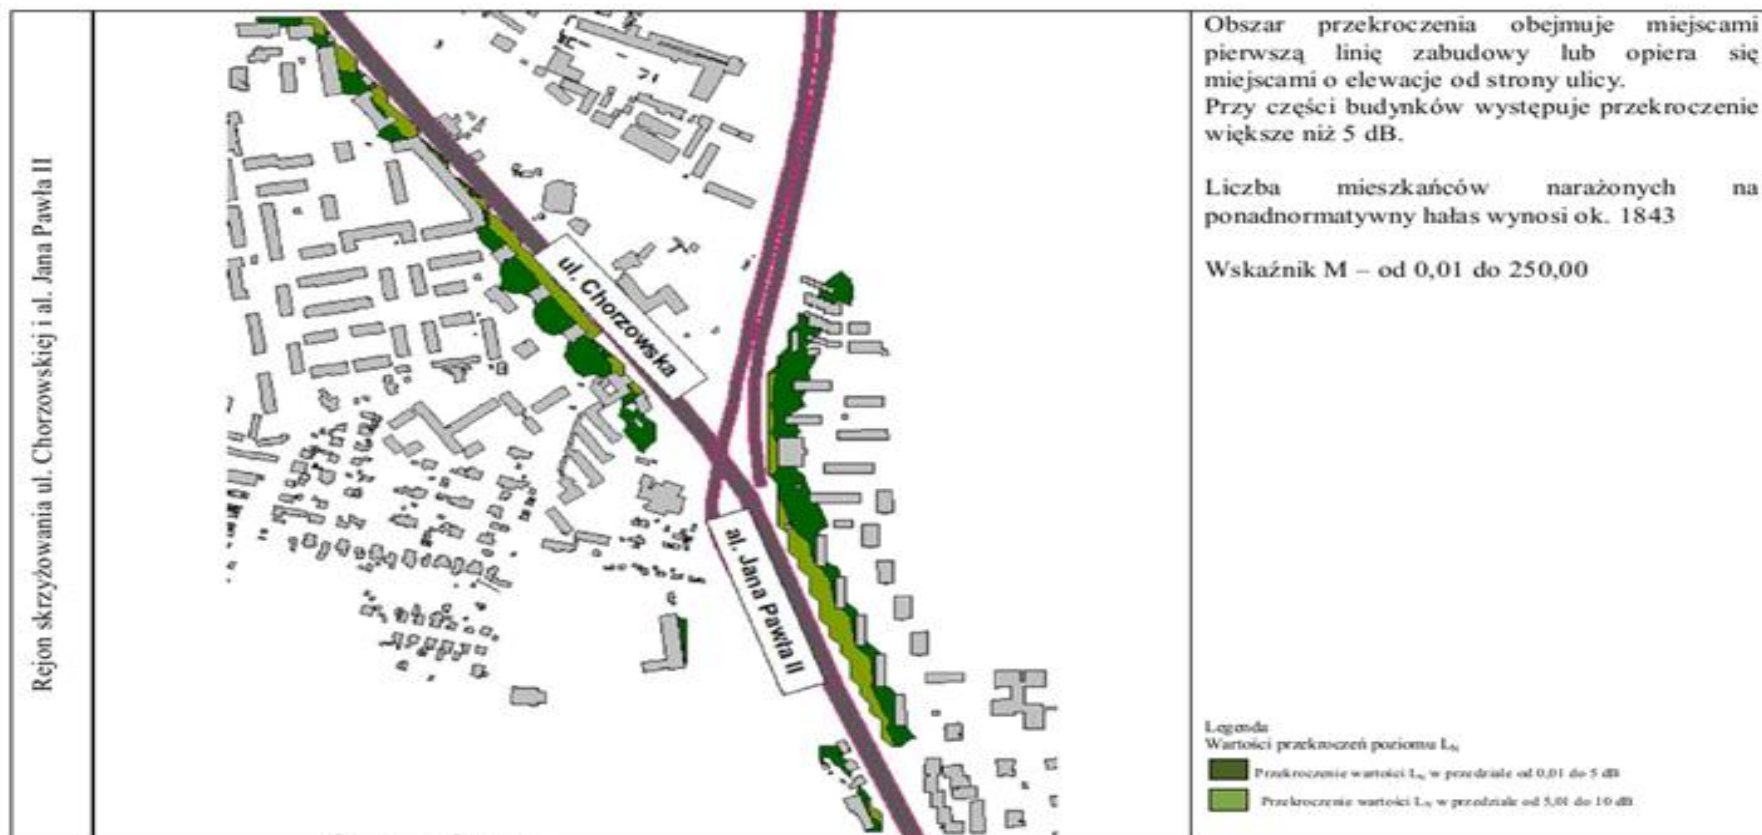 Rejon skrzyżowania ul. Chorzowskiej i al. Jana Pawła II
ul. Chorzowska
al. Jana Pawła II
Obszar przekroczenia obejmuje miejscami
pierwszą linię zabudowy lub opiera się
miejscami o elewacje od strony ulicy.
Przy części budynków występuje przekroczenie
większe niż 5 dB.
Liczba mieszkańców narażonych na
ponadnormatywny hałas wynosi ok. 1843
Wskaźnik M – od 0,01 do 250,00
Legenda
Wartości przekroczeń poziomu LN
Przekroczenie wartości LN w przedziale od 0,01 do 5 dB
Przekroczenie wartości LN w przedziale od 5,01 do 10 dB